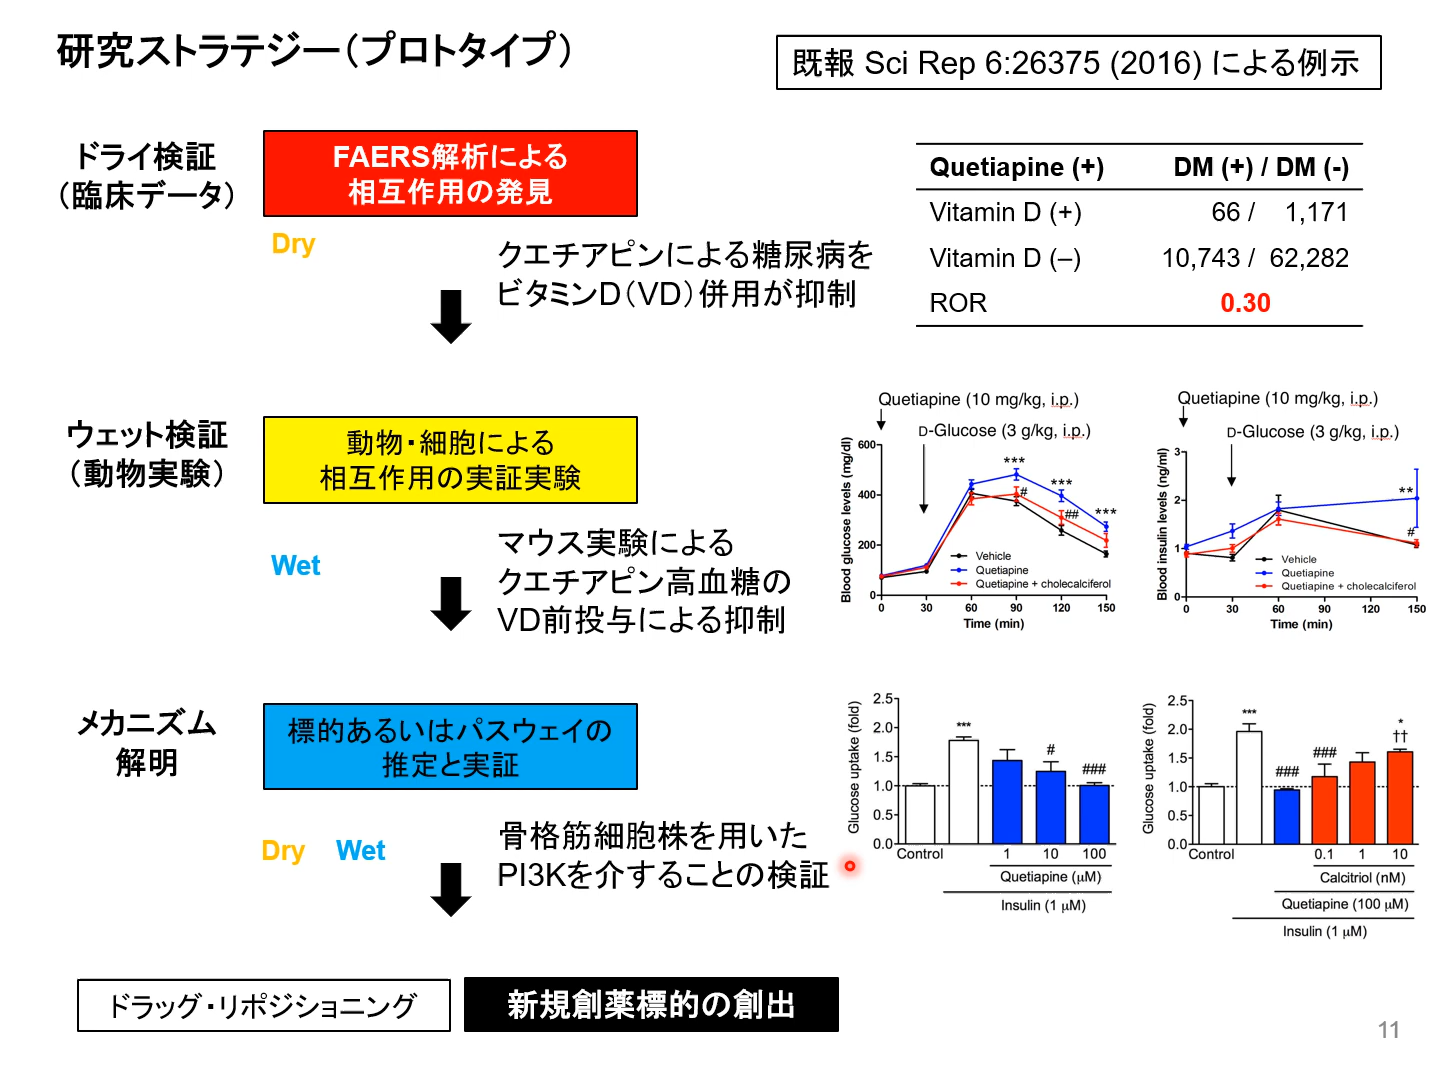 研究ストラテジー（プロトタイプ）
既報 Sci Rep 6:26375 (2016) による例示
ドライ検証
（臨床データ）
FAERS解析による
相互作用の発見
Dry
クエチアピンによる糖尿病を
ビタミンD（VD）併用が抑制
Quetiapine (+) DM (+) / DM (-)
Vitamin D (+) 66 / 1,171
Vitamin D (–) 10,743 / 62,282
ROR 0.30
ウェット検証
（動物実験）
動物・細胞による
相互作用の実証実験
Wet
マウス実験による
クエチアピン高血糖の
VD前投与による抑制
Quetiapine (10 mg/kg, i.p.)
D-Glucose (3 g/kg, i.p.)
Blood glucose levels (mg/dl)
600
400
200
0
*** *** ***
# ##
Vehicle
Quetiapine
Quetiapine + cholecalciferol
0 30 60 90 120 150
Time (min)
Quetiapine (10 mg/kg, i.p.)
D-Glucose (3 g/kg, i.p.)
Blood insulin levels (ng/ml)
3
2
1
0
**
#
Vehicle
Quetiapine
Quetiapine + cholecalciferol
0 30 60 90 120 150
Time (min)
メカニズム
解明
標的あるいはパスウェイの
推定と実証
Dry Wet
骨格筋細胞株を用いた
PI3Kを介することの検証
Glucose uptake (fold)
2.5
2.0
1.5
1.0
0.5
0.0
*** # ###
Control 1 10 100
Quetiapine (μM)
Insulin (1 μM)
Glucose uptake (fold)
2.5
2.0
1.5
1.0
0.5
0.0
*** ### ### *
††
Control 0.1 1 10
Calcitriol (nM)
Quetiapine (100 μM)
Insulin (1 μM)
ドラッグ・リポジショニング
新規創薬標的の創出
11